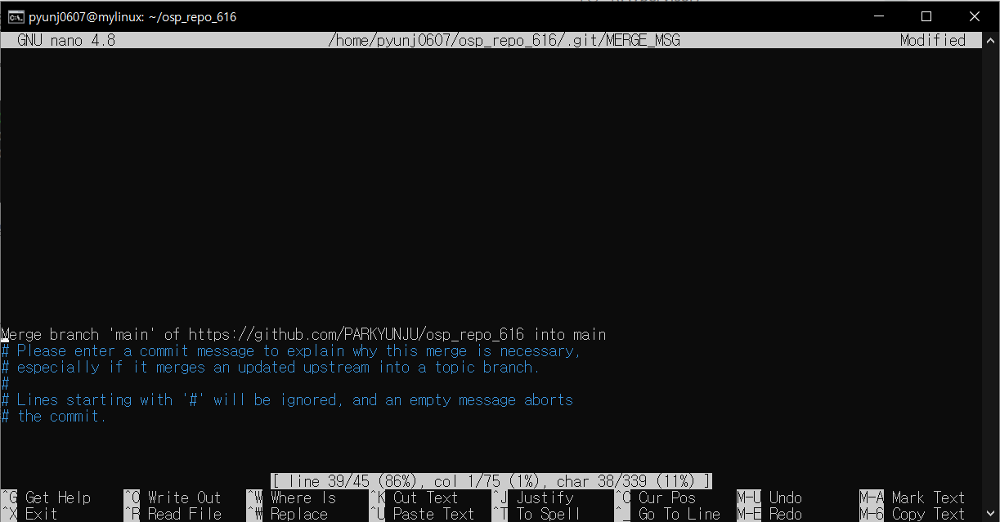 pyunj0607@mylinux: ~/osp_repo_616
GNU nano 4.8 /home/pyunj0607/osp_repo_616/.git/MERGE_MSG Modified
Merge branch 'main' of https://github.com/PARKYUNJU/osp_repo_616 into main
# Please enter a commit message to explain why this merge is necessary,
# especially if it merges an updated upstream into a topic branch.
#
# Lines starting with '#' will be ignored, and an empty message aborts
# the commit.
[ line 39/45 (86%), col 1/75 (1%), char 38/339 (11%) ]
^G Get Help ^O Write Out ^W Where Is ^K Cut Text ^J Justify ^C Cur Pos M-U Undo M-A Mark Text
^X Exit ^R Read File ^₩ Replace ^U Paste Text ^T To Spell ^_ Go To Line M-E Redo M-6 Copy Text